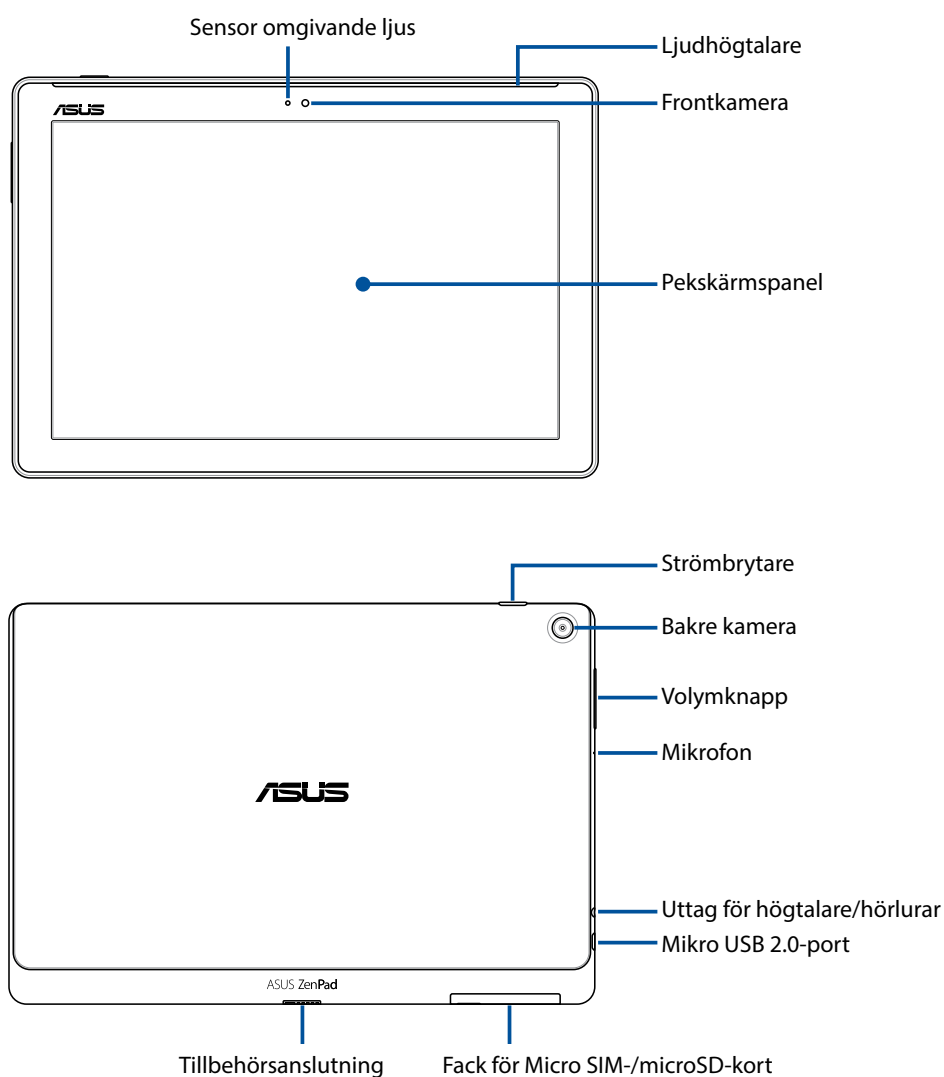 Sensor omgivande ljus
Ljudhögtalare
Frontkamera
ASUS
Pekskärmspanel
Strömbrytare
Bakre kamera
Volymknapp
Mikrofon
ASUS
Uttag för högtalare/hörlurar
Mikro USB 2.0-port
ASUS ZenPad
Tillbehörsanslutning
Fack för Micro SIM-/microSD-kort